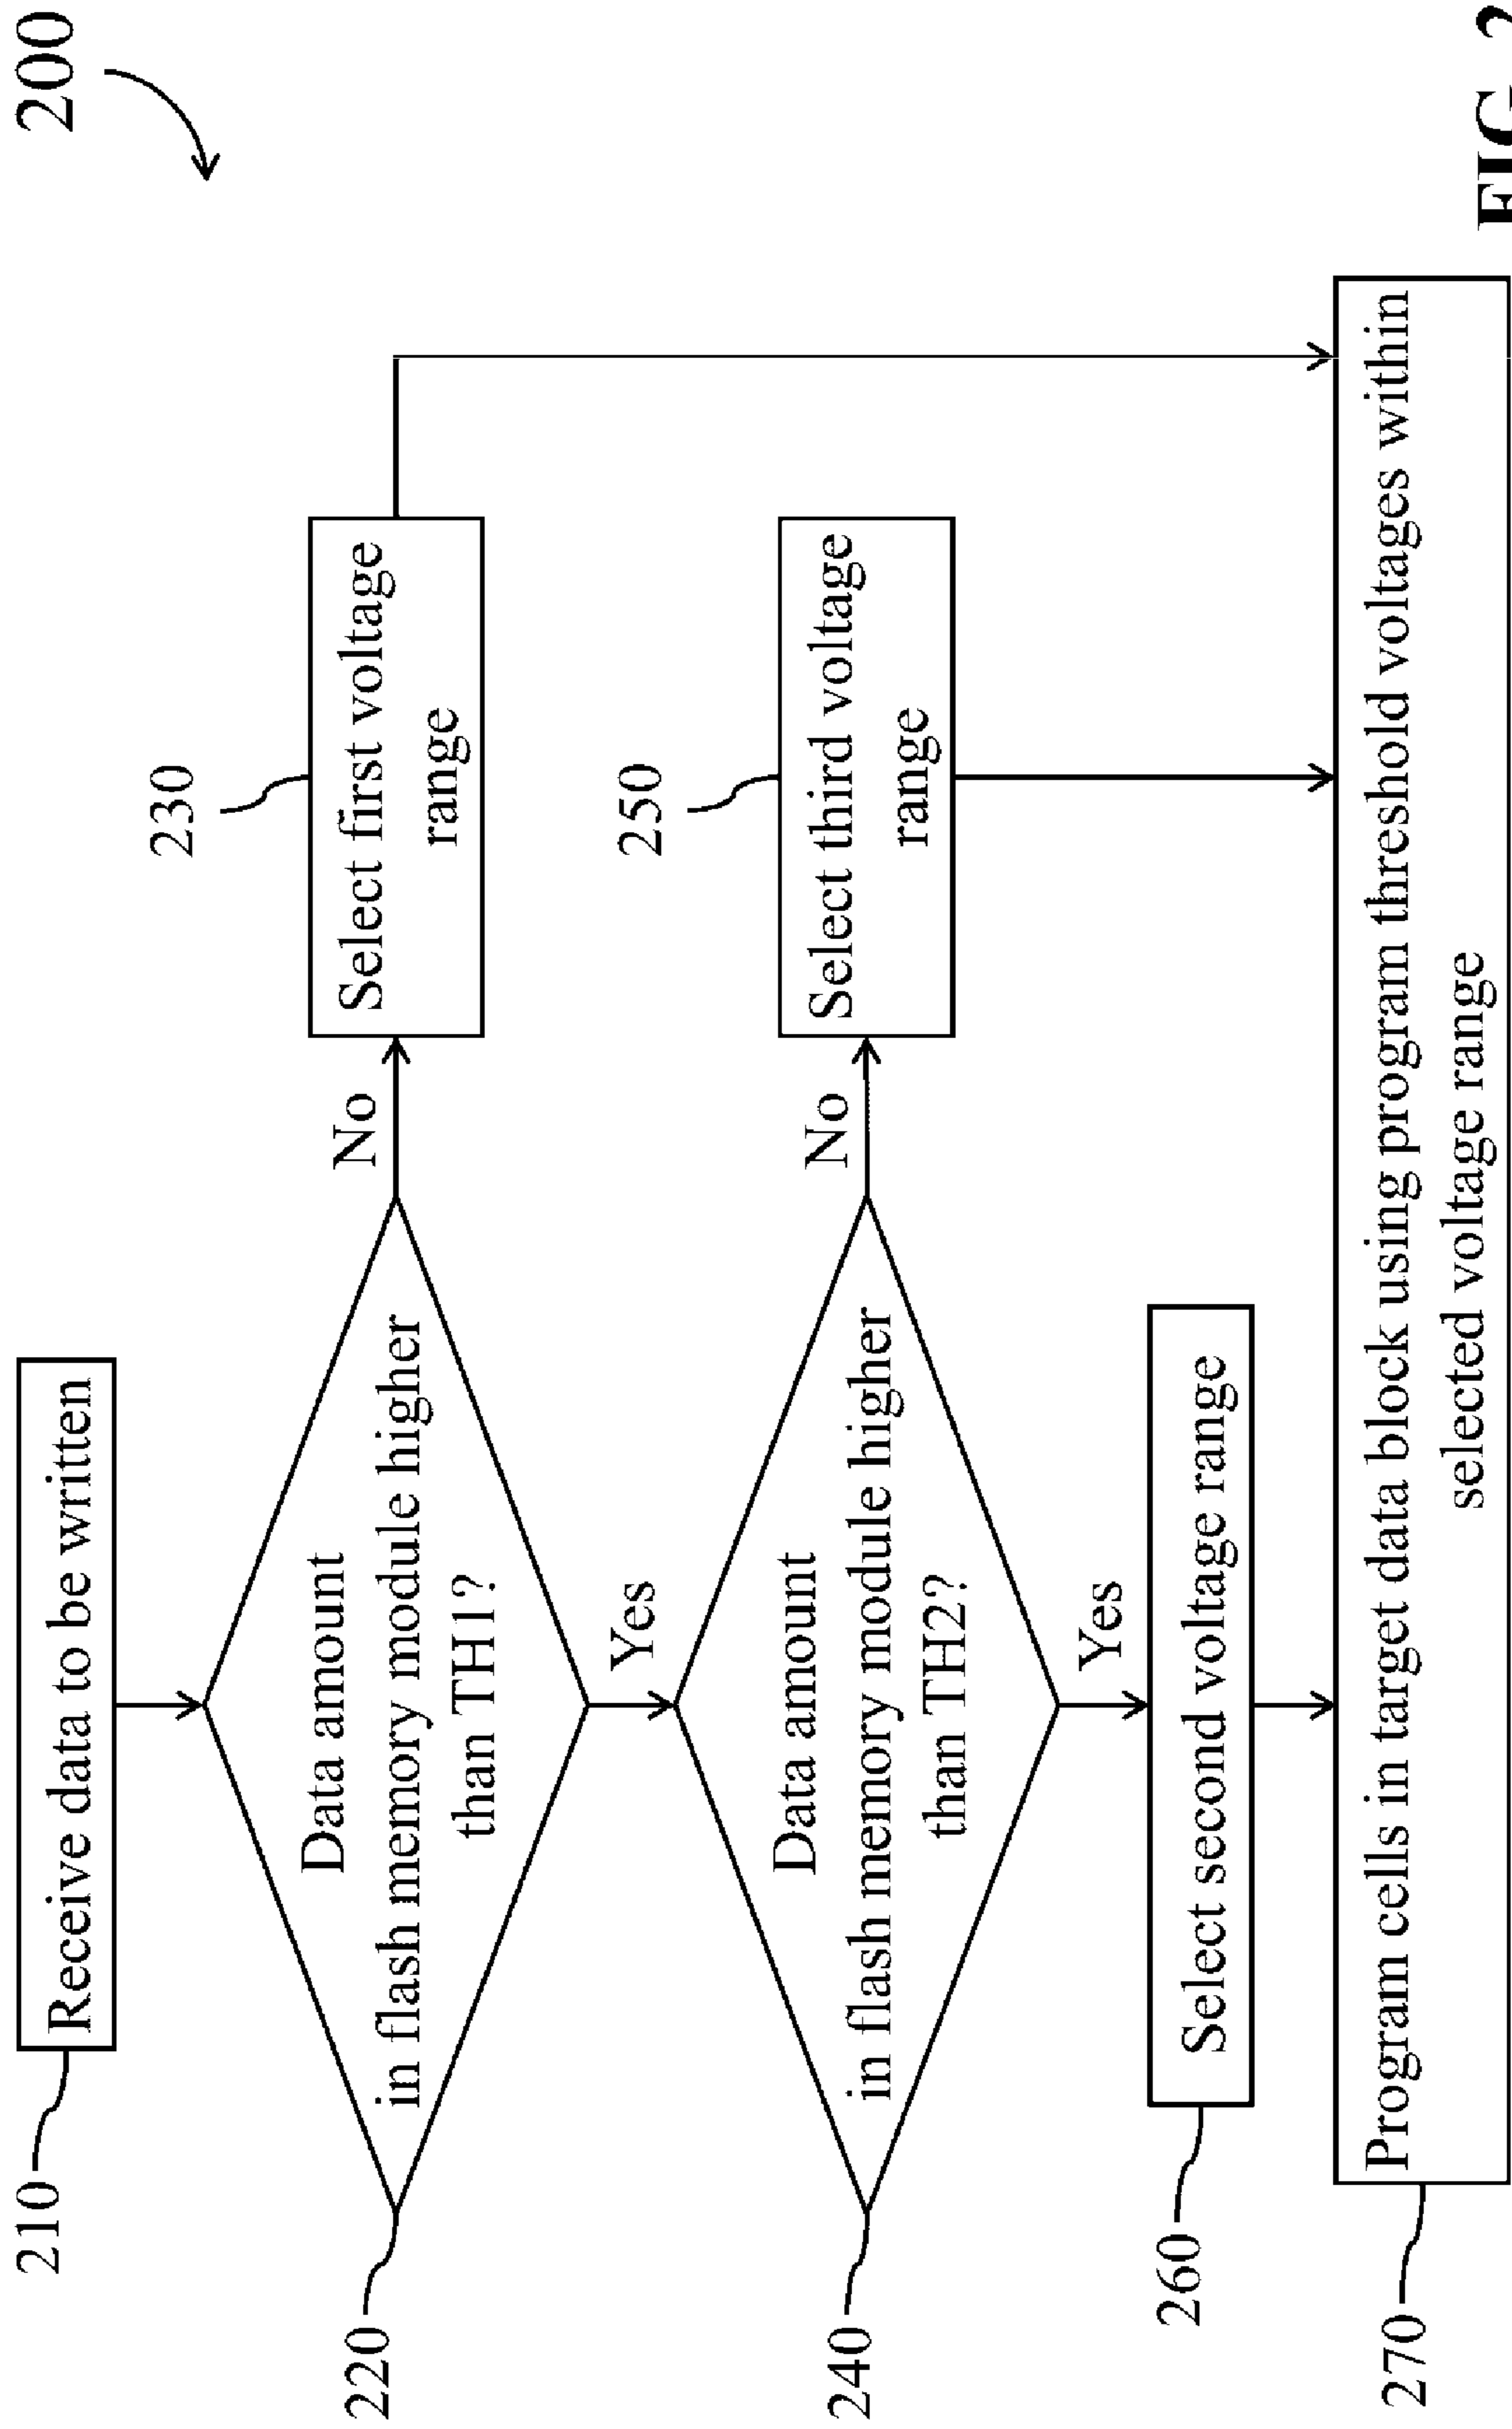 200
210
Receive data to be written
220
Data amount
in flash memory module higher
than TH1?
No
230
Select first voltage
range
Yes
240
Data amount
in flash memory module higher
than TH2?
No
250
Select third voltage
range
Yes
260
Select second voltage range
270
Program cells in target data block using program threshold voltages within
selected voltage range
FIG. 2